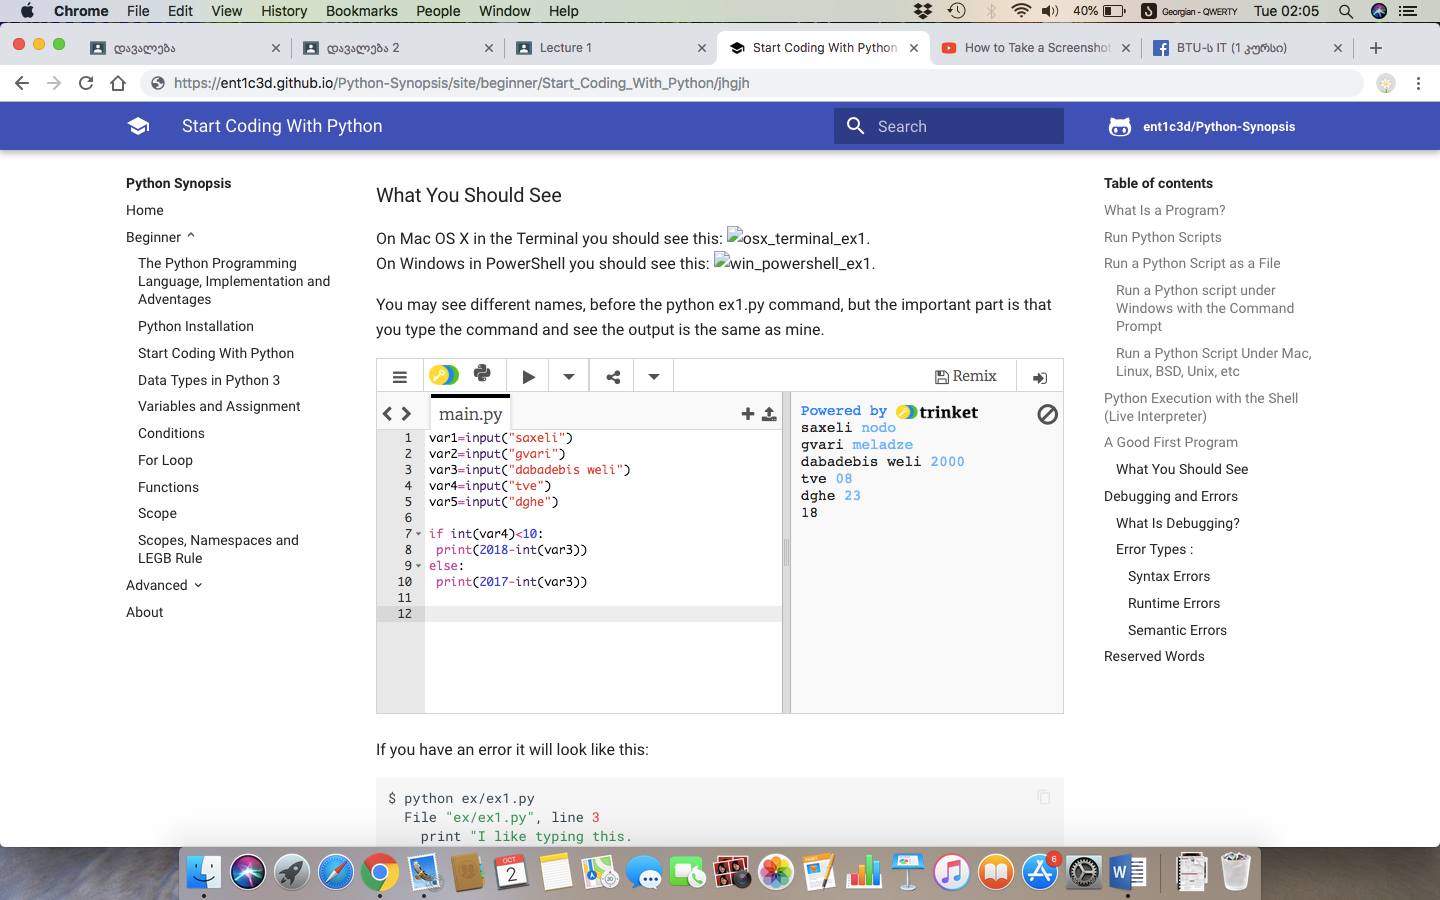 Chrome File Edit View History Bookmarks People Window Help 40% Georgian - QWERTY Tue 02:05
დავალება დავალება 2 Lecture 1 Start Coding With Python How to Take a Screenshot BTU-ს IT (1 კურსი)
https://ent1c3d.github.io/Python-Synopsis/site/beginner/Start_Coding_With_Python/jhgjh
Start Coding With Python Search ent1c3d/Python-Synopsis
Python Synopsis
Home
Beginner
The Python Programming
Language, Implementation and
Adventages
Python Installation
Start Coding With Python
Data Types in Python 3
Variables and Assignment
Conditions
For Loop
Functions
Scope
Scopes, Namespaces and
LEGB Rule
Advanced
About
What You Should See
On Mac OS X in the Terminal you should see this: osx_terminal_ex1.
On Windows in PowerShell you should see this: win_powershell_ex1.
You may see different names, before the python ex1.py command, but the important part is that
you type the command and see the output is the same as mine.
Remix
main.py
1 var1=input("saxeli")
2 var2=input("gvari")
3 var3=input("dabadebis weli")
4 var4=input("tve")
5 var5=input("dghe")
6
7 if int(var4)<10:
8 print(2018-int(var3))
9 else:
10 print(2017-int(var3))
11
12
Powered by trinket
saxeli nodo
gvari meladze
dabadebis weli 2000
tve 08
dghe 23
18
If you have an error it will look like this:
$ python ex/ex1.py
File "ex/ex1.py", line 3
print "I like typing this.
Table of contents
What Is a Program?
Run Python Scripts
Run a Python Script as a File
Run a Python script under
Windows with the Command
Prompt
Run a Python Script Under Mac,
Linux, BSD, Unix, etc
Python Execution with the Shell
(Live Interpreter)
A Good First Program
What You Should See
Debugging and Errors
What Is Debugging?
Error Types :
Syntax Errors
Runtime Errors
Semantic Errors
Reserved Words
OCT
2
6
W